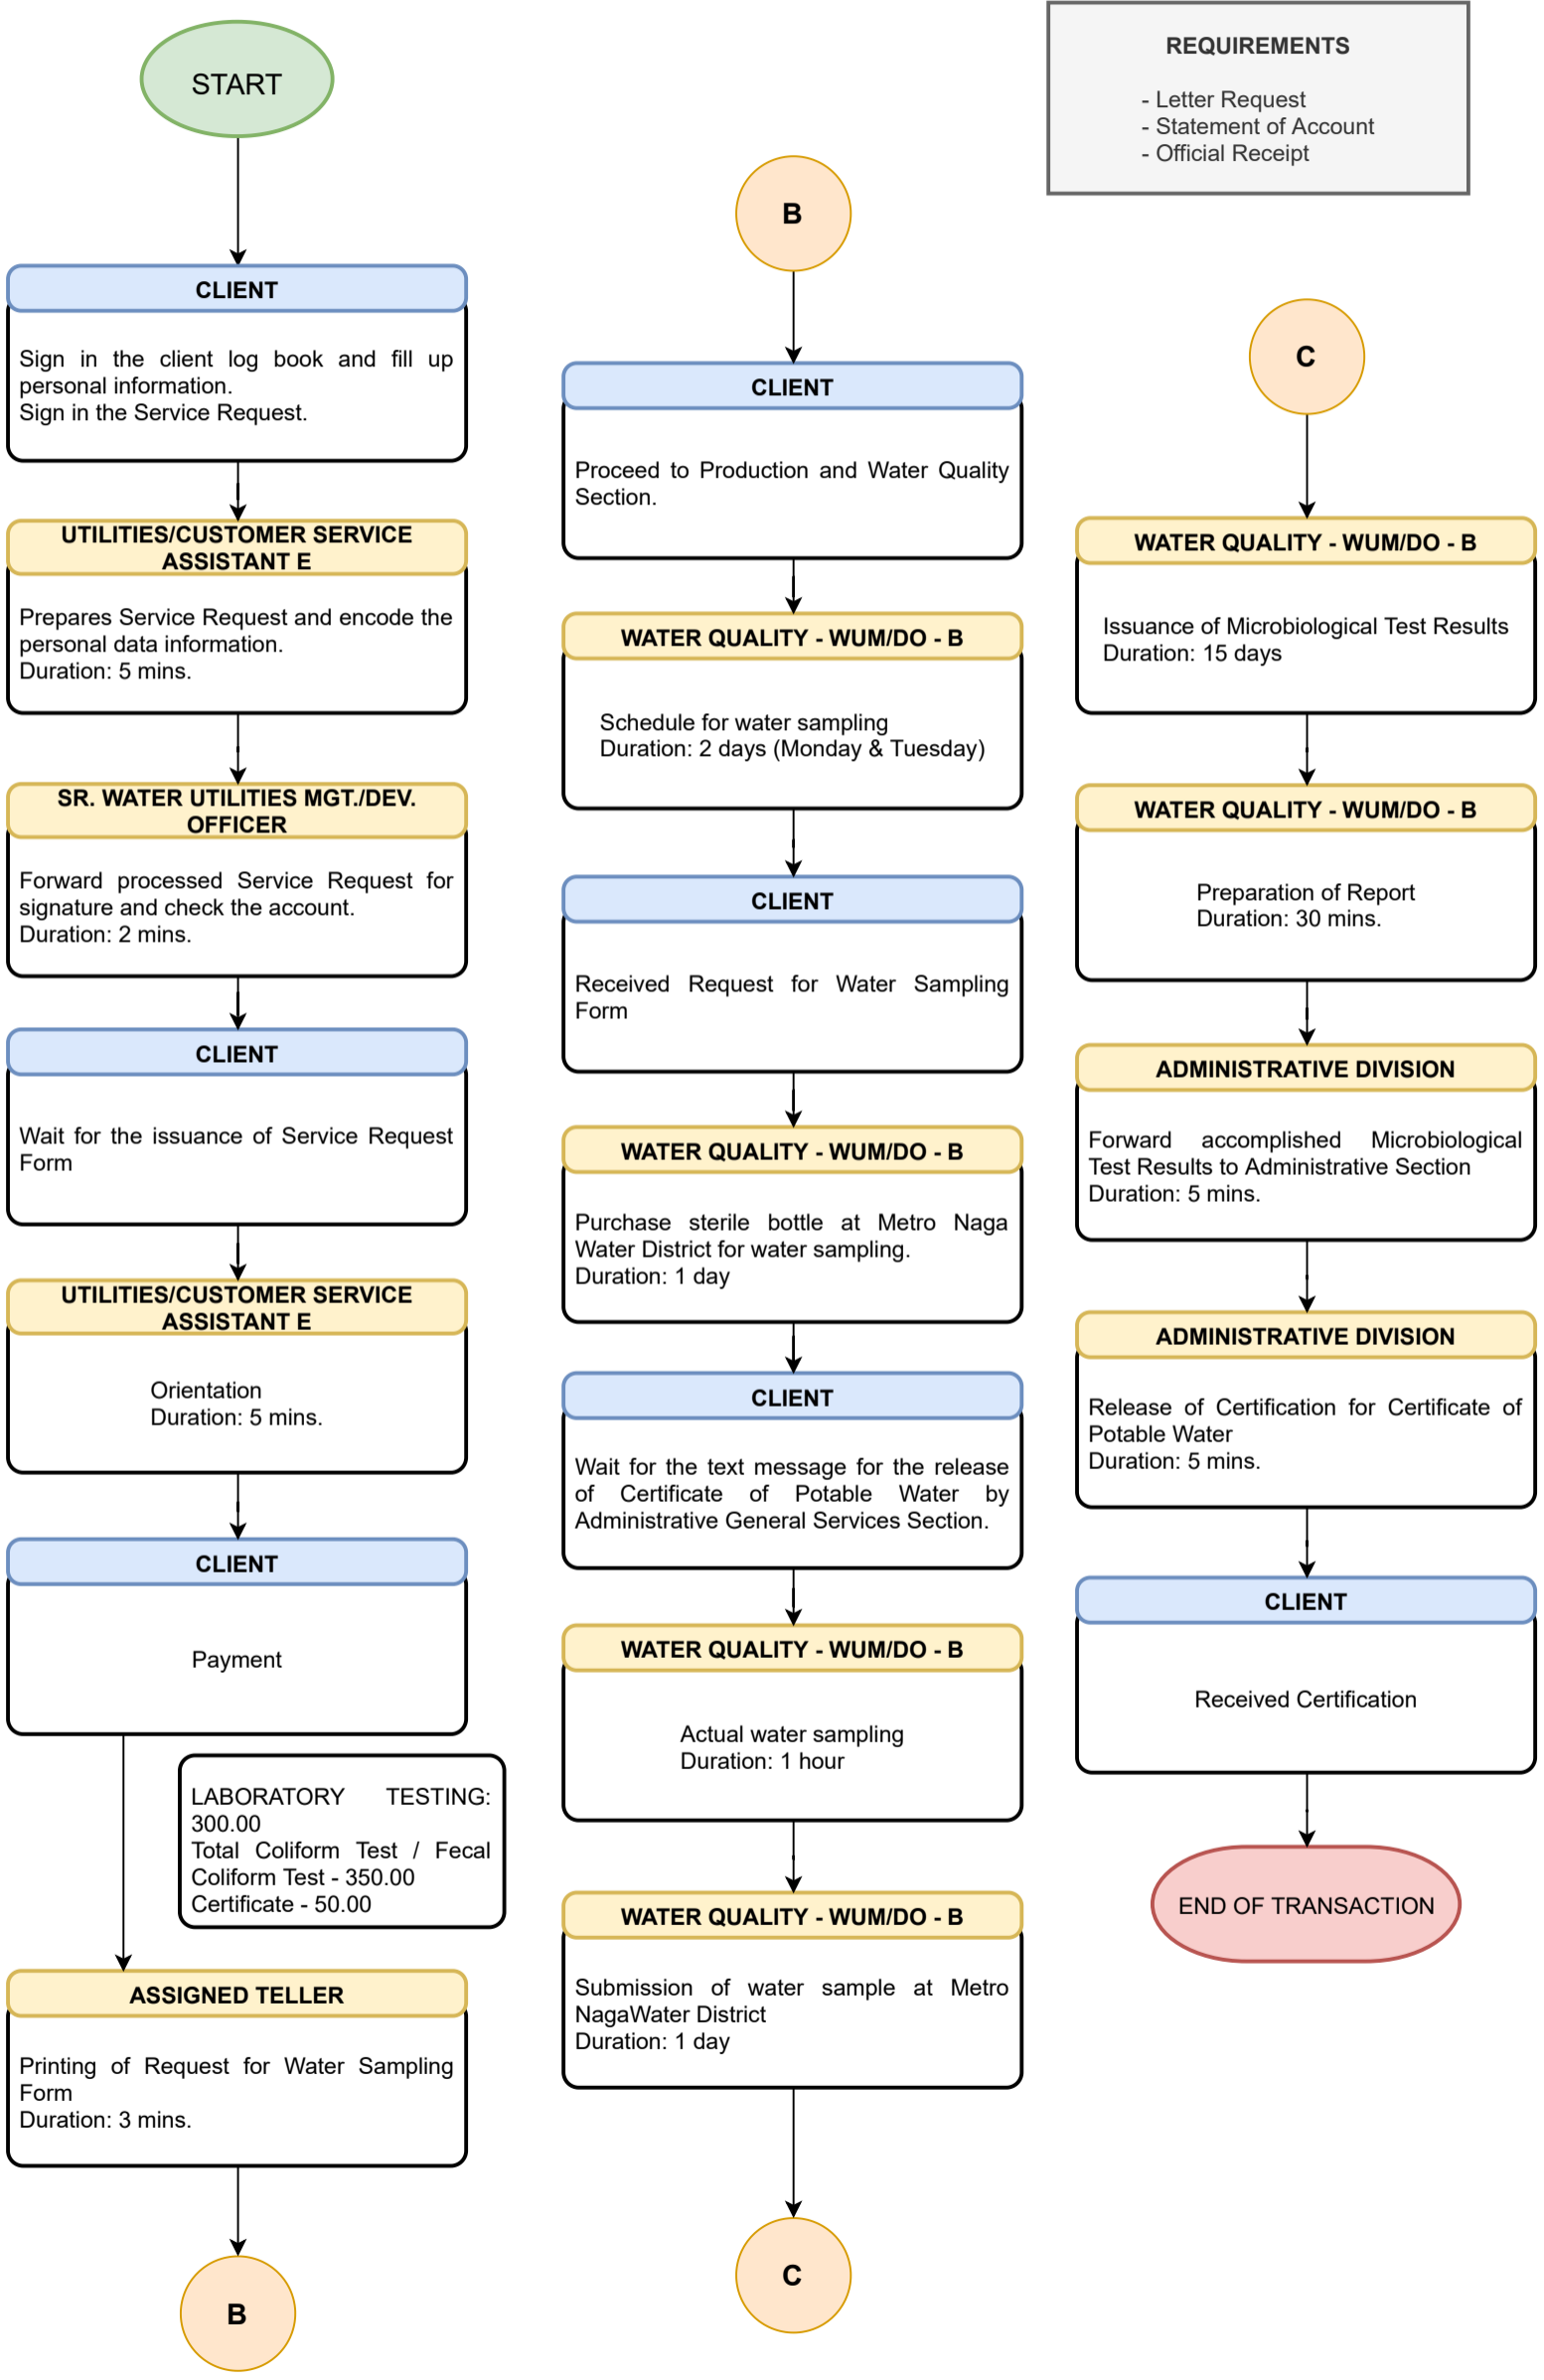 START
CLIENT
Sign in the client log book and fill up
personal information.
Sign in the Service Request.
UTILITIES/CUSTOMER SERVICE
ASSISTANT E
Prepares Service Request and encode the
personal data information.
Duration: 5 mins.
SR. WATER UTILITIES MGT./DEV.
OFFICER
Forward processed Service Request for
signature and check the account.
Duration: 2 mins.
CLIENT
Wait for the issuance of Service Request
Form
UTILITIES/CUSTOMER SERVICE
ASSISTANT E
Orientation
Duration: 5 mins.
CLIENT
Payment
LABORATORY TESTING:
300.00
Total Coliform Test / Fecal
Coliform Test - 350.00
Certificate - 50.00
ASSIGNED TELLER
Printing of Request for Water Sampling
Form
Duration: 3 mins.
B
B
CLIENT
Proceed to Production and Water Quality
Section.
WATER QUALITY - WUM/DO - B
Schedule for water sampling
Duration: 2 days (Monday & Tuesday)
CLIENT
Received Request for Water Sampling
Form
WATER QUALITY - WUM/DO - B
Purchase sterile bottle at Metro Naga
Water District for water sampling.
Duration: 1 day
CLIENT
Wait for the text message for the release
of Certificate of Potable Water by
Administrative General Services Section.
WATER QUALITY - WUM/DO - B
Actual water sampling
Duration: 1 hour
WATER QUALITY - WUM/DO - B
Submission of water sample at Metro
NagaWater District
Duration: 1 day
C
REQUIREMENTS
- Letter Request
- Statement of Account
- Official Receipt
C
WATER QUALITY - WUM/DO - B
Issuance of Microbiological Test Results
Duration: 15 days
WATER QUALITY - WUM/DO - B
Preparation of Report
Duration: 30 mins.
ADMINISTRATIVE DIVISION
Forward accomplished Microbiological
Test Results to Administrative Section
Duration: 5 mins.
ADMINISTRATIVE DIVISION
Release of Certification for Certificate of
Potable Water
Duration: 5 mins.
CLIENT
Received Certification
END OF TRANSACTION